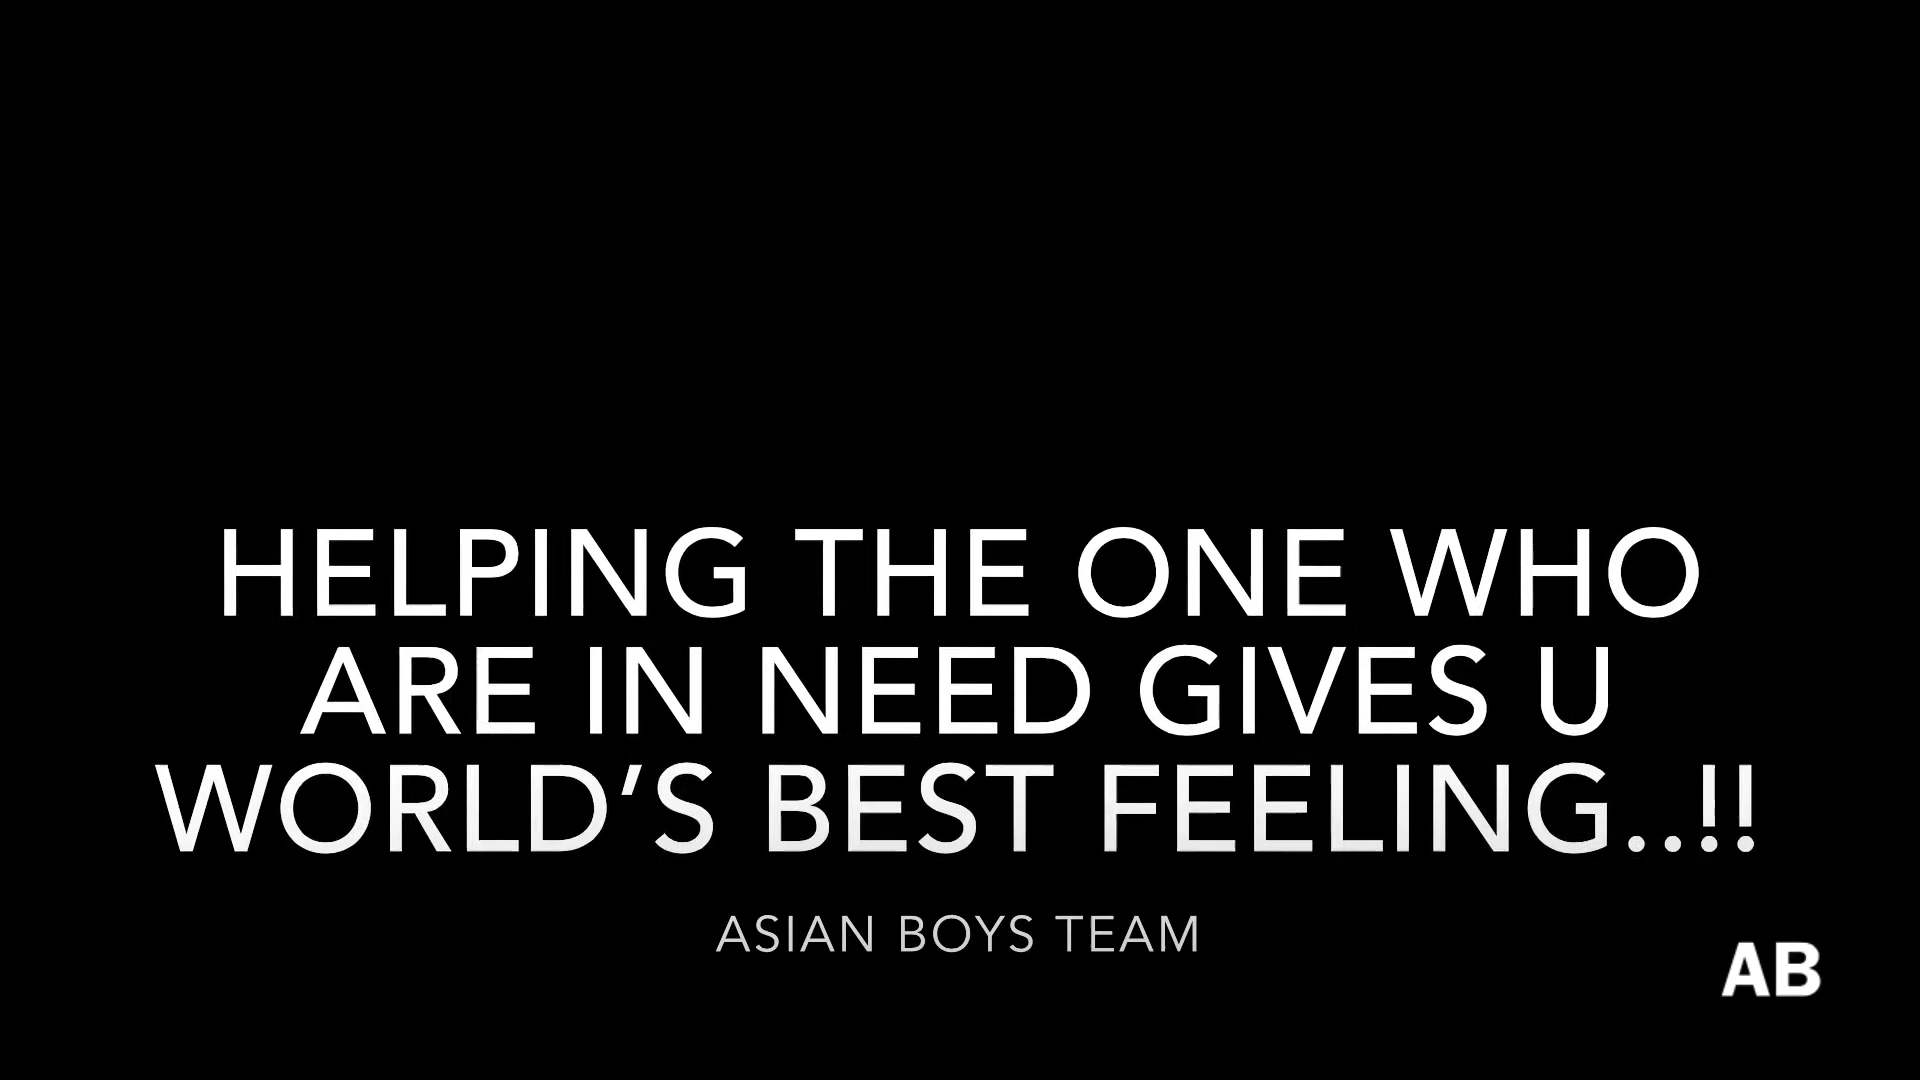 HELPING THE ONE WHO
ARE IN NEED GIVES U
WORLD’S BEST FEELING..!!
ASIAN BOYS TEAM
AB